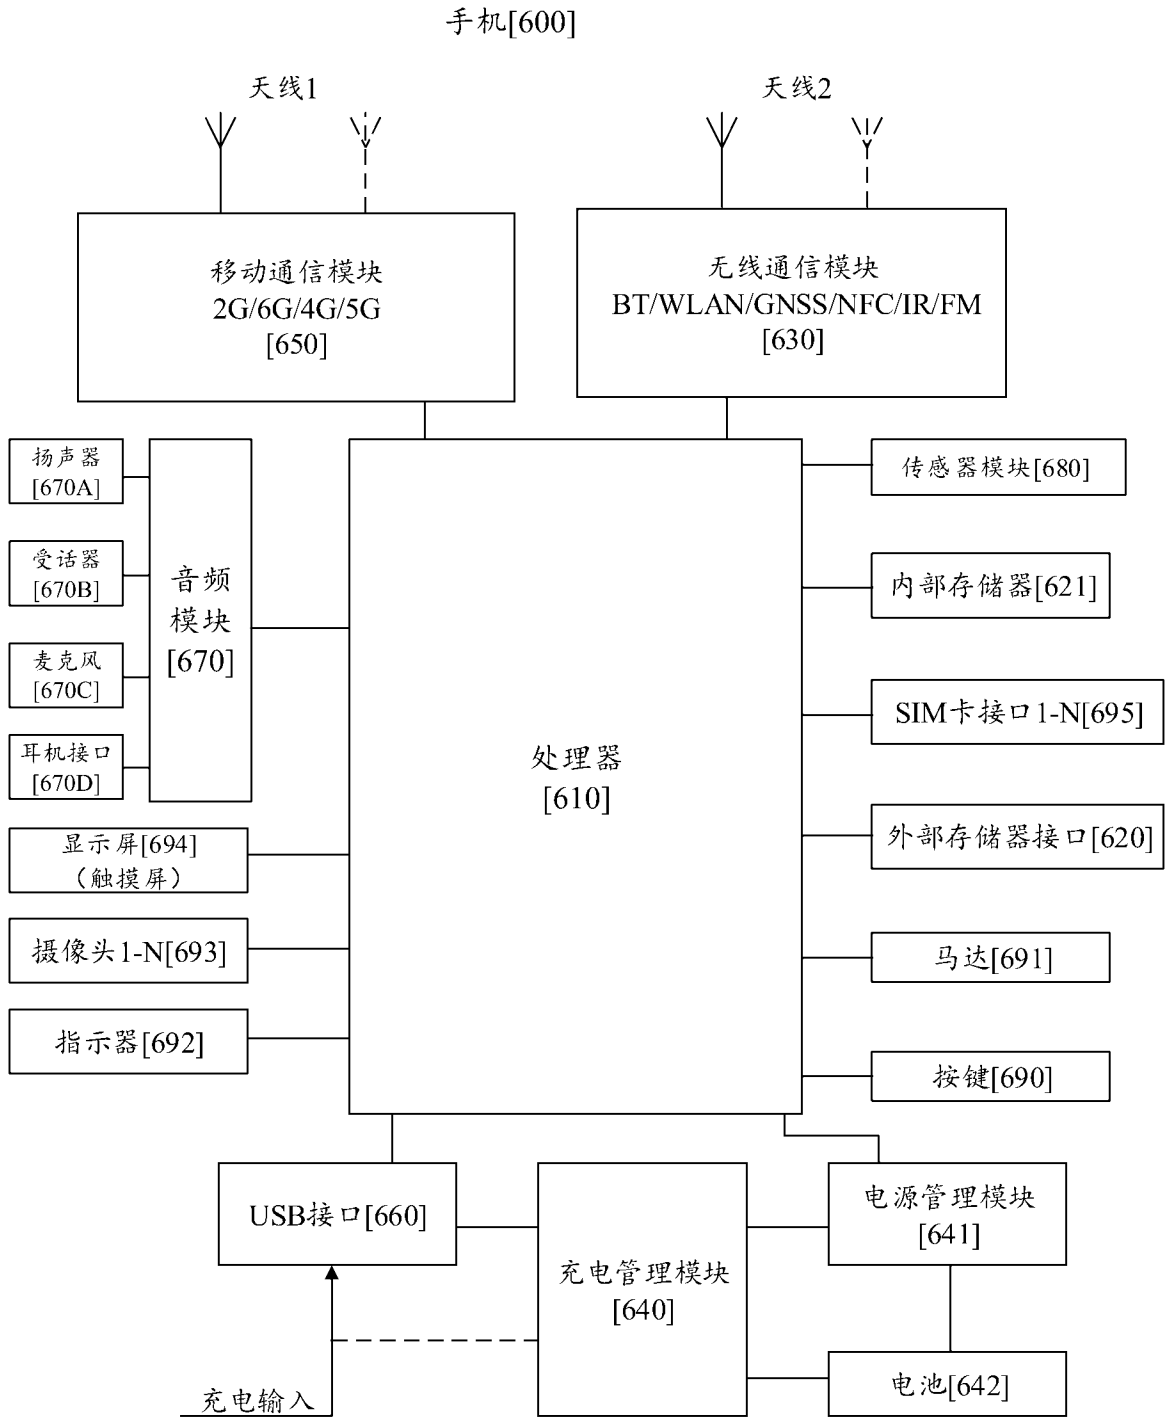 手机[600]
天线1
天线2
移动通信模块
2G/6G/4G/5G
[650]
无线通信模块
BT/WLAN/GNSS/NFC/IR/FM
[630]
扬声器
[670A]
受话器
[670B]
麦克风
[670C]
耳机接口
[670D]
音频
模块
[670]
显示屏[694]
（触摸屏）
摄像头1-N[693]
指示器[692]
处理器
[610]
传感器模块[680]
内部存储器[621]
SIM卡接口1-N[695]
外部存储器接口[620]
马达[691]
按键[690]
USB接口[660]
充电管理模块
[640]
电源管理模块
[641]
电池[642]
充电输入